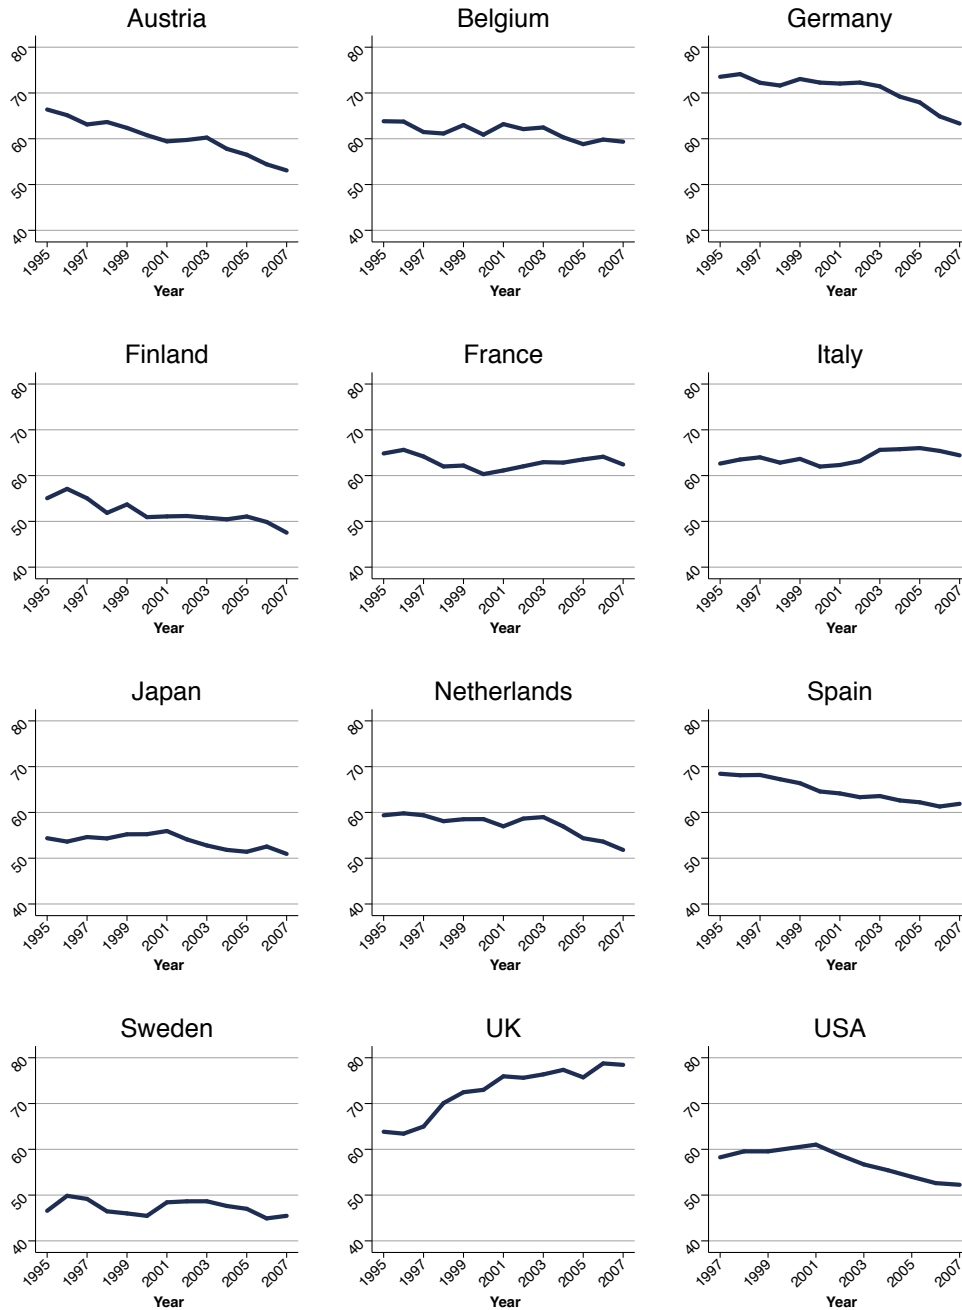 Austria Belgium Germany
80 80 80
70 70 70
60 60 60
50 50 50
40 40 40
1995 1997 1999 2001 2003 2005 2007 1995 1997 1999 2001 2003 2005 2007 1995 1997 1999 2001 2003 2005 2007
Year Year Year
Finland France Italy
80 80 80
70 70 70
60 60 60
50 50 50
40 40 40
1995 1997 1999 2001 2003 2005 2007 1995 1997 1999 2001 2003 2005 2007 1995 1997 1999 2001 2003 2005 2007
Year Year Year
Japan Netherlands Spain
80 80 80
70 70 70
60 60 60
50 50 50
40 40 40
1995 1997 1999 2001 2003 2005 2007 1995 1997 1999 2001 2003 2005 2007 1995 1997 1999 2001 2003 2005 2007
Year Year Year
Sweden UK USA
80 80 80
70 70 70
60 60 60
50 50 50
40 40 40
1995 1997 1999 2001 2003 2005 2007 1995 1997 1999 2001 2003 2005 2007 1997 1999 2001 2003 2005 2007
Year Year Year